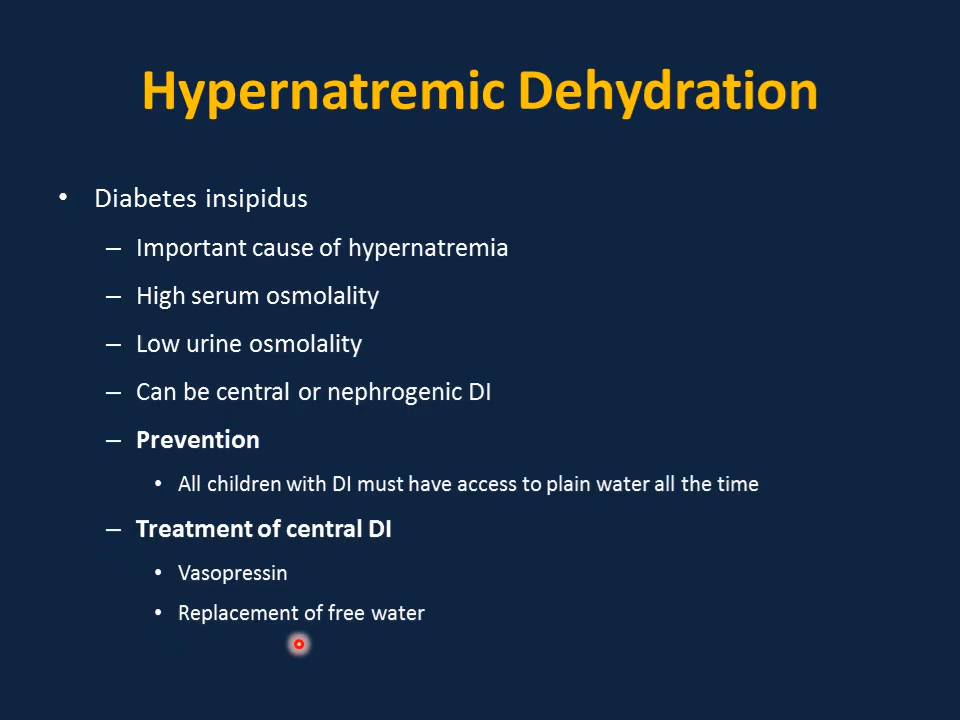 Hypernatremic Dehydration
• Diabetes insipidus
– Important cause of hypernatremia
– High serum osmolality
– Low urine osmolality
– Can be central or nephrogenic DI
– Prevention
• All children with DI must have access to plain water all the time
– Treatment of central DI
• Vasopressin
• Replacement of free water